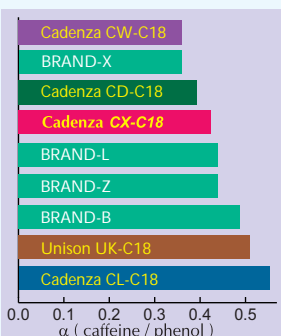 Cadenza CW-C18
BRAND-X
Cadenza CD-C18
Cadenza CX-C18
BRAND-L
BRAND-Z
BRAND-B
Unison UK-C18
Cadenza CL-C18
0.0 0.1 0.2 0.3 0.4 0.5
α ( caffeine / phenol )